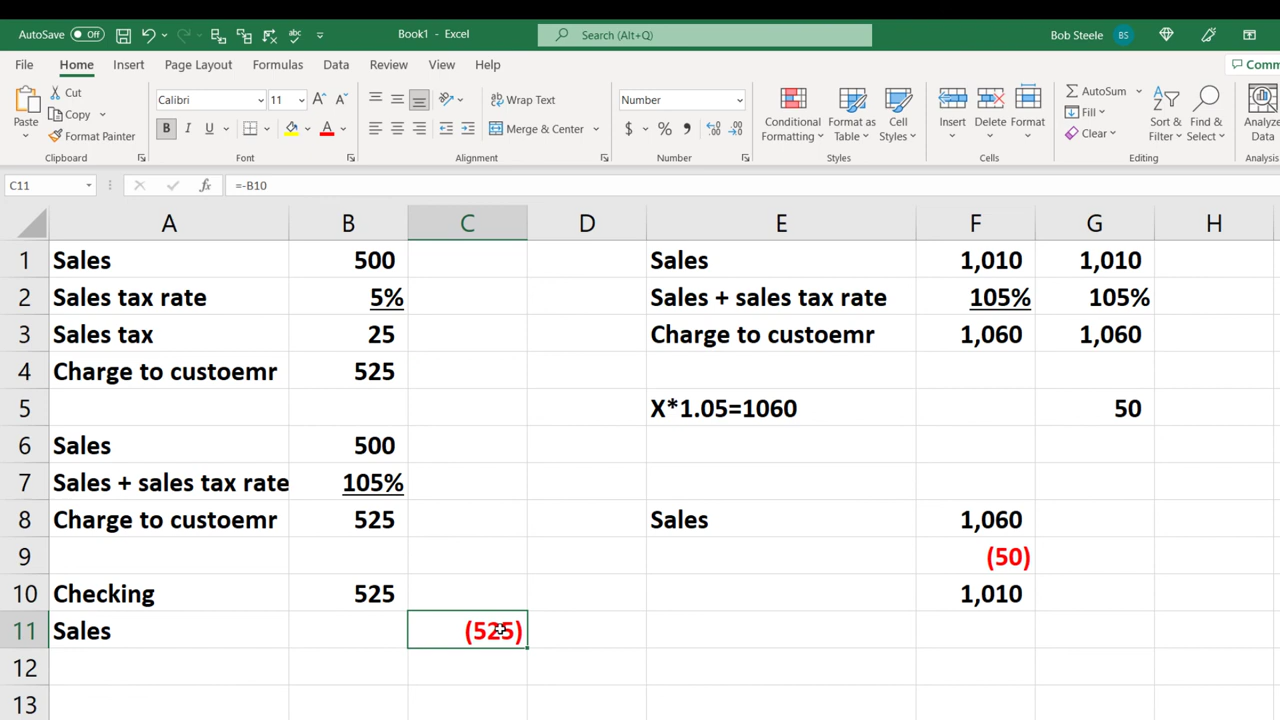 AutoSave Off Book1 - Excel Search (Alt+Q) Bob Steele BS
File Home Insert Page Layout Formulas Data Review View Help Comm
Paste Cut Copy Format Painter Clipboard
Calibri 11 B I U A Font
Wrap Text Merge & Center Alignment
Number $ % Number
Conditional Formatting Format as Table Cell Styles Styles
Insert Delete Format Cells
AutoSum Fill Clear Sort & Filter Find & Select Editing
Analyze Data Analysis
C11 fx =-B10
A B C D E F G H
1 Sales 500 Sales 1,010 1,010
2 Sales tax rate 5% Sales + sales tax rate 105% 105%
3 Sales tax 25 Charge to custoemr 1,060 1,060
4 Charge to custoemr 525
5 X*1.05=1060 50
6 Sales 500
7 Sales + sales tax rate 105%
8 Charge to custoemr 525 Sales 1,060
9 (50)
10 Checking 525 1,010
11 Sales (525)
12
13